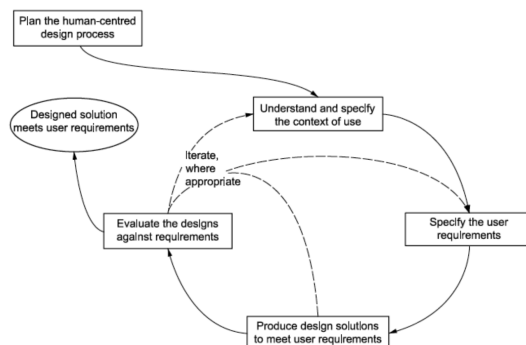 Plan the human-centred
design process
Understand and specify
the context of use
Designed solution
meets user requirements
Iterate,
where
appropriate
Evaluate the designs
against requirements
Specify the user
requirements
Produce design solutions
to meet user requirements